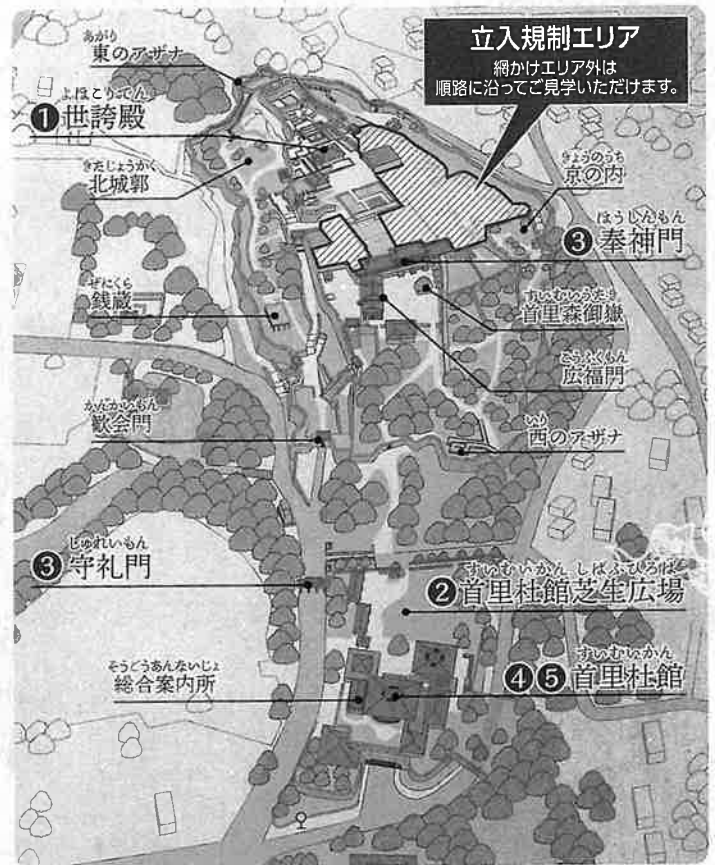 立入規制エリア
網かけエリア外は
順路に沿ってご見学いただけます。
あがり
東のアザナ
よほこりでん
❶世誇殿
きたじょうかく
北城郭
きょうのうち
京の内
ほうしんもん
❸奉神門
ぜにくら
銭蔵
すいむいうたき
首里森御嶽
こうふくもん
広福門
かんかいもん
歓会門
いり
西のアザナ
しゅれいもん
❸守礼門
すいむいかん しばふひろば
❷首里杜館芝生広場
そうごうあんないじょ
総合案内所
すいむいかん
❹❺首里杜館